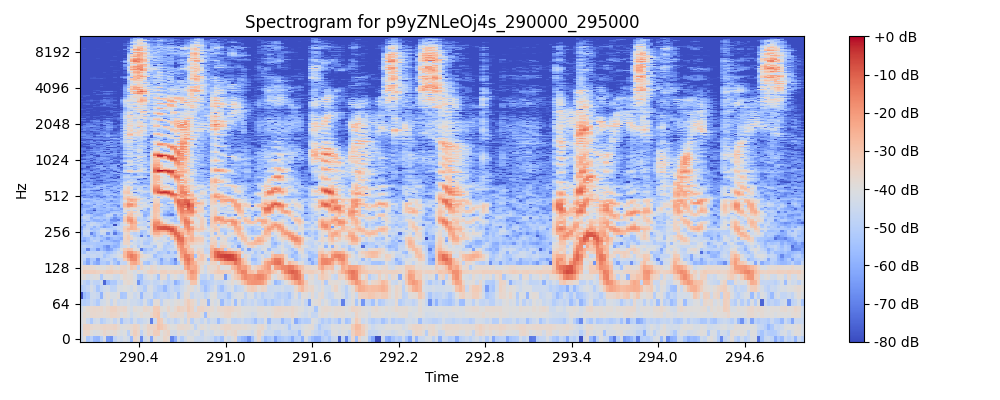 Spectrogram for p9yZNLeOj4s_290000_295000
+0 dB
8192
-10 dB
4096
2048
-20 dB
1024
-30 dB
Hz
512
-40 dB
256
-50 dB
128
-60 dB
64
-70 dB
0
-80 dB
290.4 291.0 291.6 292.2 292.8 293.4 294.0 294.6
Time